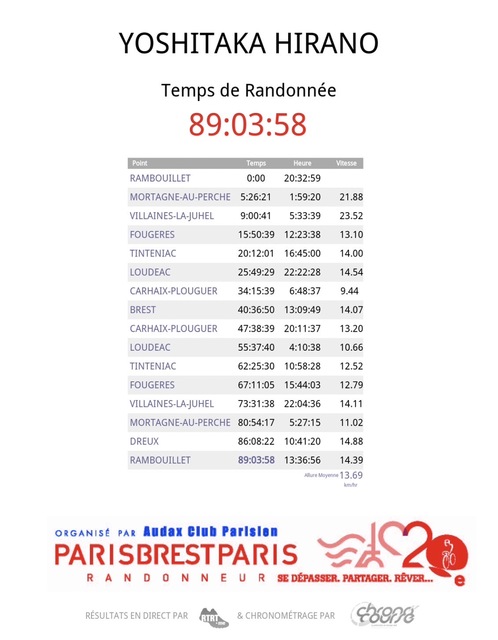 YOSHITAKA HIRANO
Temps de Randonnée
89:03:58
Point Temps Heure Vitesse
RAMBOUILLET 0:00 20:32:59
MORTAGNE-AU-PERCHE 5:26:21 1:59:20 21.88
VILLAINES-LA-JUHEL 9:00:41 5:33:39 23.52
FOUGERES 15:50:39 12:23:38 13.10
TINTENIAC 20:12:01 16:45:00 14.00
LOUDEAC 25:49:29 22:22:28 14.54
CARHAIX-PLOUGUER 34:15:39 6:48:37 9.44
BREST 40:36:50 13:09:49 14.07
CARHAIX-PLOUGUER 47:38:39 20:11:37 13.20
LOUDEAC 55:37:40 4:10:38 10.66
TINTENIAC 62:25:30 10:58:28 12.52
FOUGERES 67:11:05 15:44:03 12.79
VILLAINES-LA-JUHEL 73:31:38 22:04:36 14.11
MORTAGNE-AU-PERCHE 80:54:17 5:27:15 11.02
DREUX 86:08:22 10:41:20 14.88
RAMBOUILLET 89:03:58 13:36:56 14.39
Allure Moyenne 13.69
km/hr
ORGANISÉ PAR Audax Club Parisien
PARISBRESTPARIS
RANDONNEUR SE DÉPASSER. PARTAGER. RÊVER...
20e
RÉSULTATS EN DIRECT PAR RTRT .me & CHRONOMÉTRAGE PAR chrono course